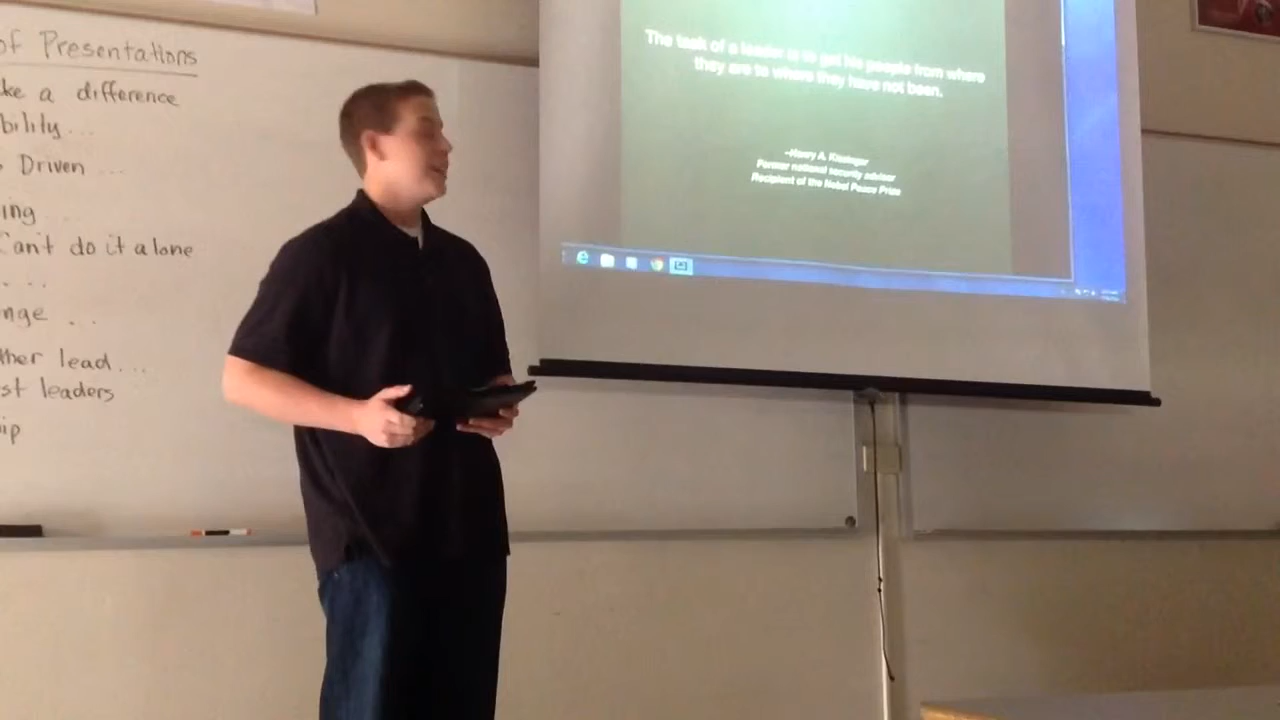 of Presentations
ke a difference
bility...
Driven ...
ing ..
Can't do it alone
....
nge ...
ther lead...
st leaders
ip
The task of a leader is to get his people from where
they are to where they have not been.
–Henry A. Kissinger
Former national security advisor
Recipient of the Nobel Peace Prize